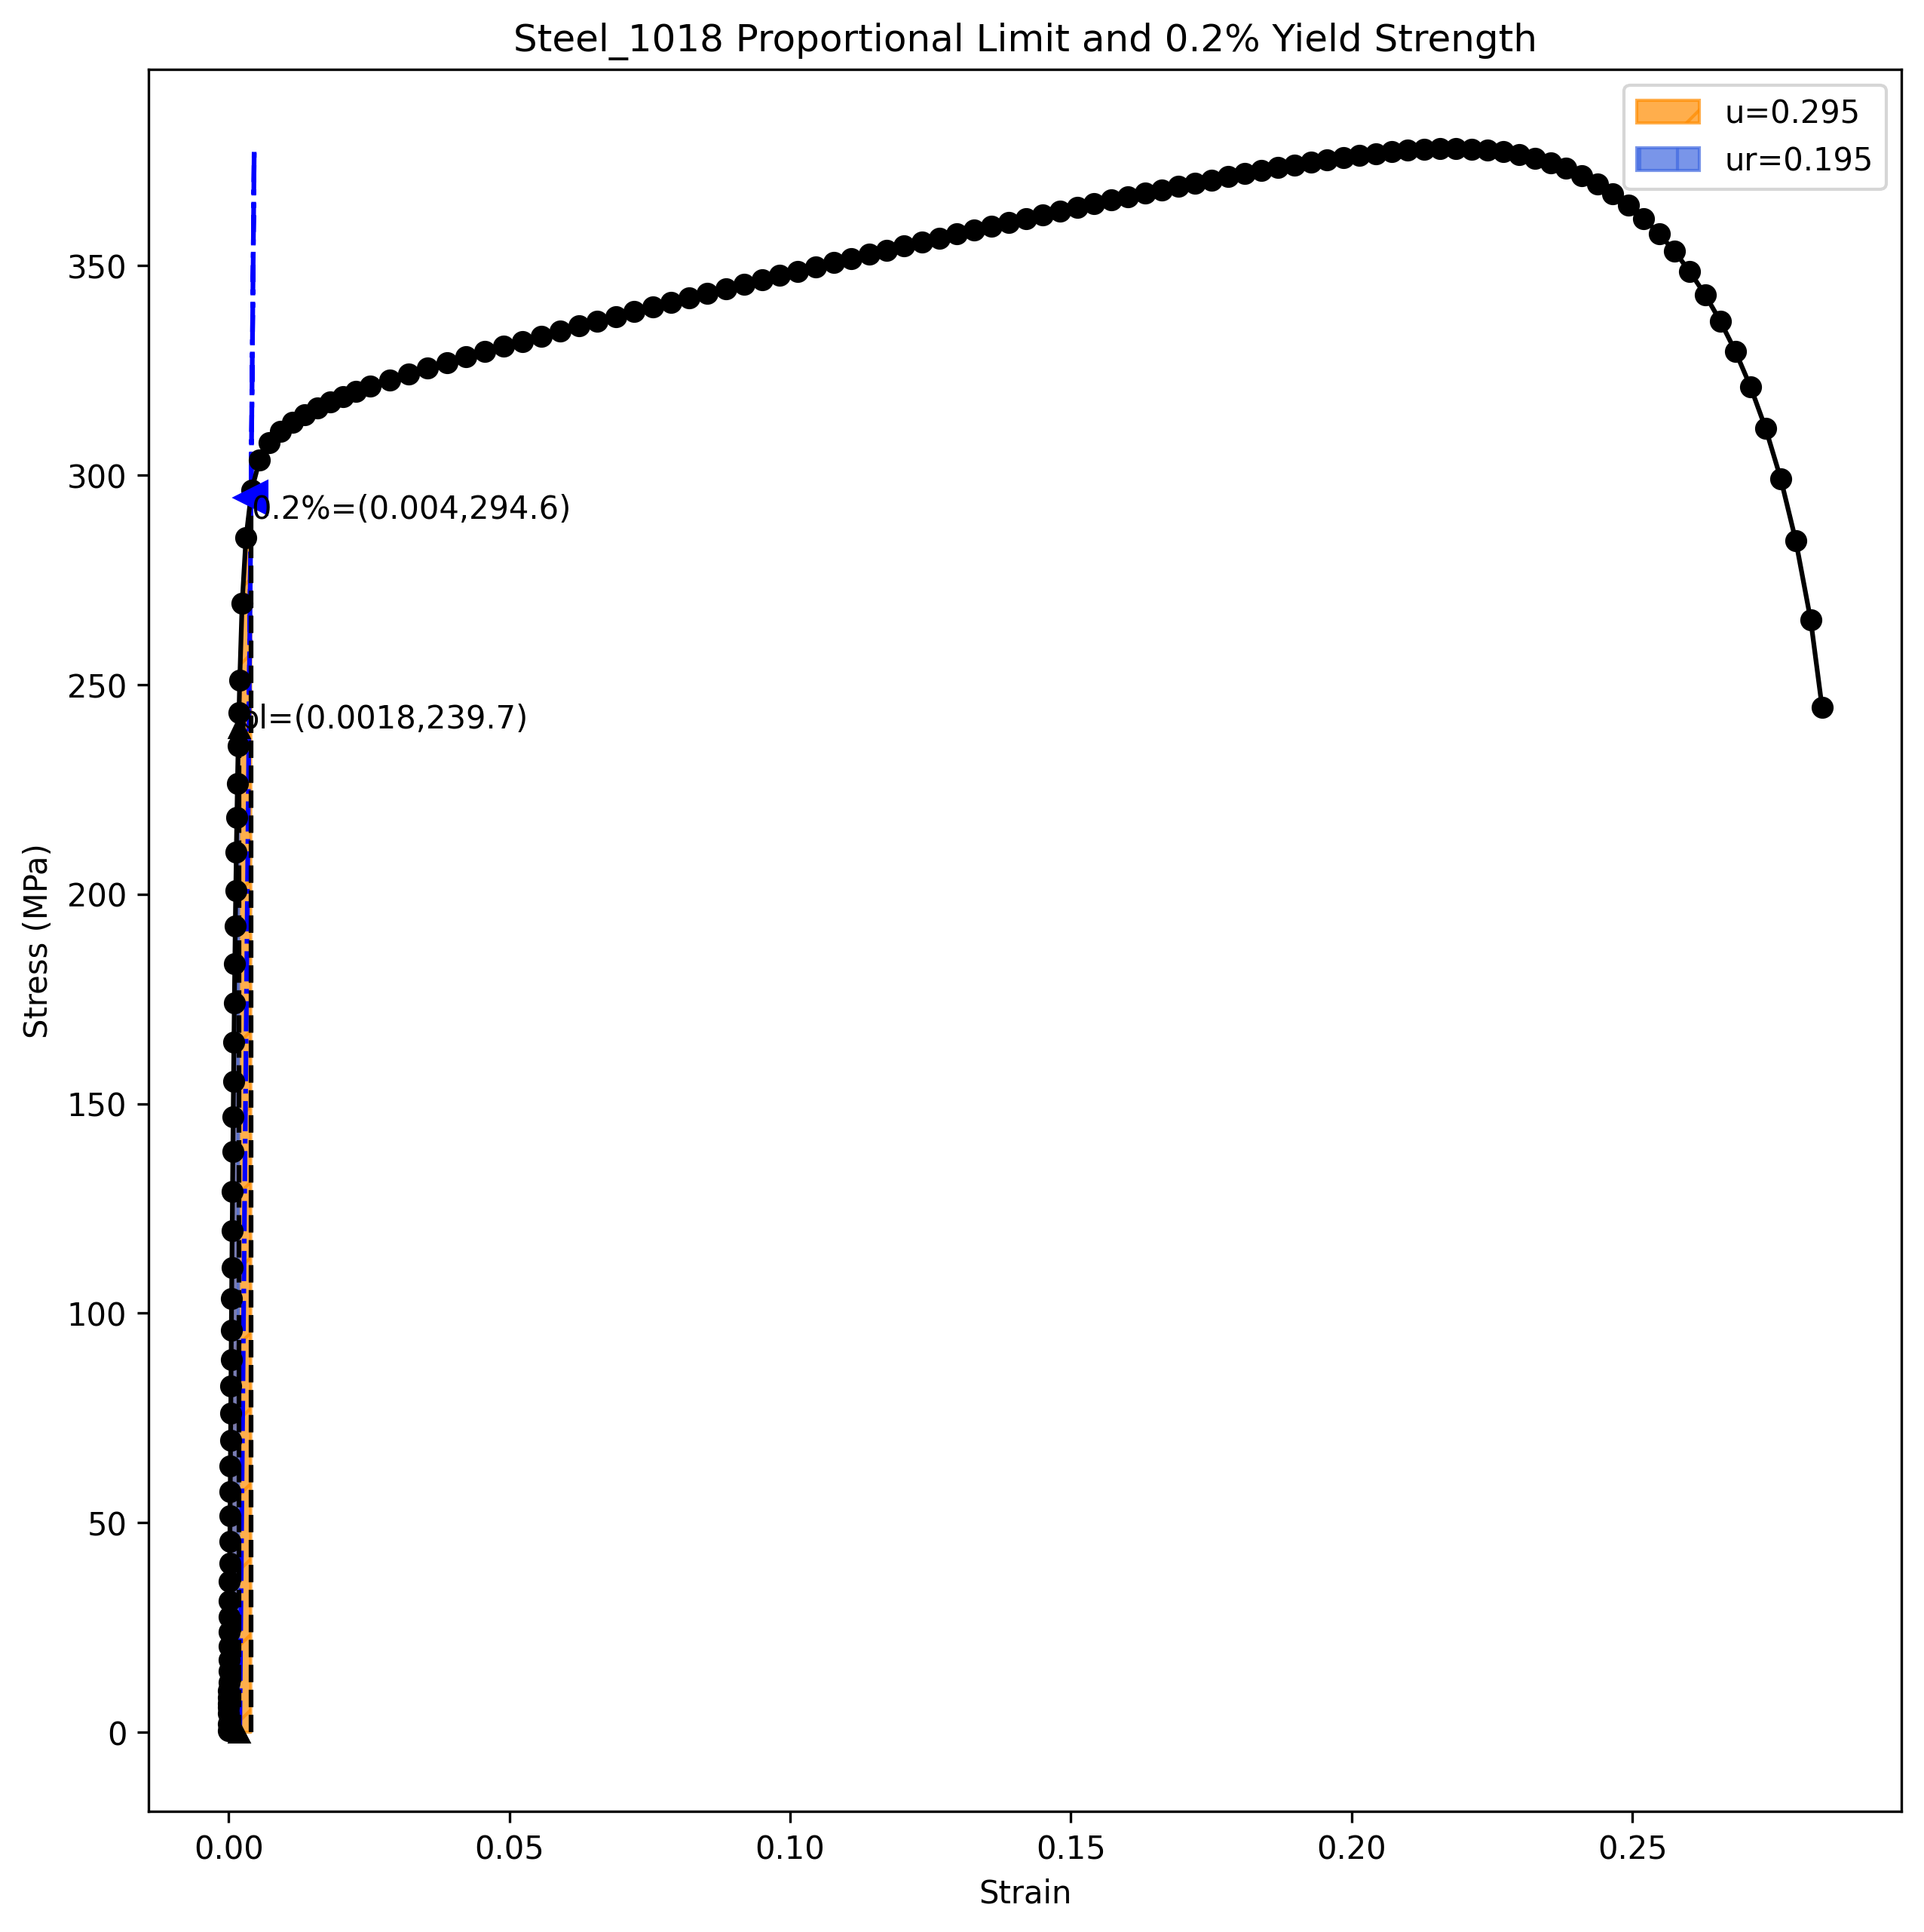 Steel_1018 Proportional Limit and 0.2% Yield Strength
u=0.295
ur=0.195
350
300
0.2%=(0.004,294.6)
250
pl=(0.0018,239.7)
200
Stress (MPa)
150
100
50
0
0.00 0.05 0.10 0.15 0.20 0.25
Strain